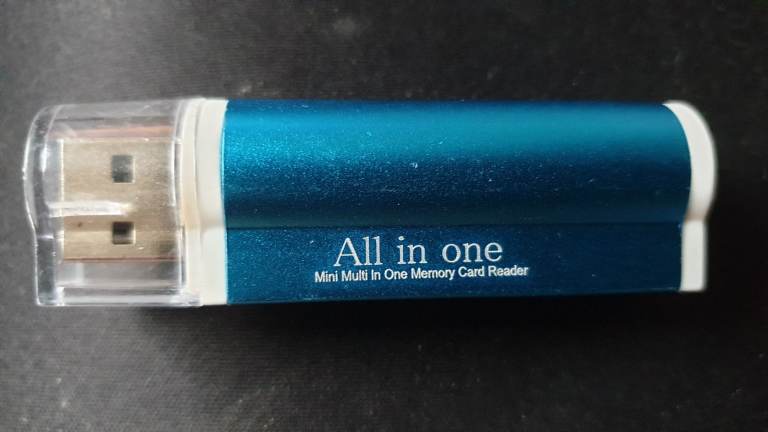 All in one
Mini Multi In One Memory Card Reader